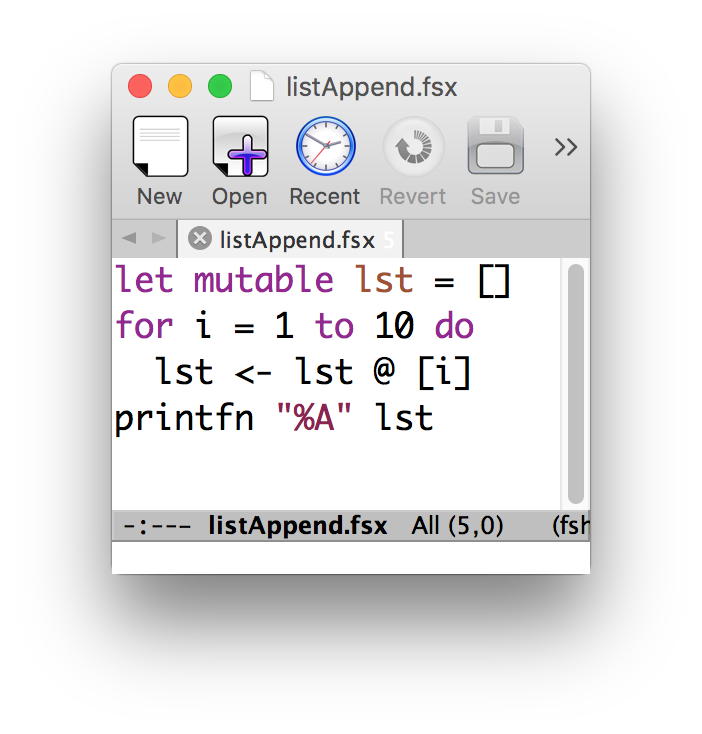 listAppend.fsx
New Open Recent Revert Save
listAppend.fsx 5
let mutable lst = []
for i = 1 to 10 do
  lst <- lst @ [i]
printfn "%A" lst
-:--- listAppend.fsx All (5,0) (fsh